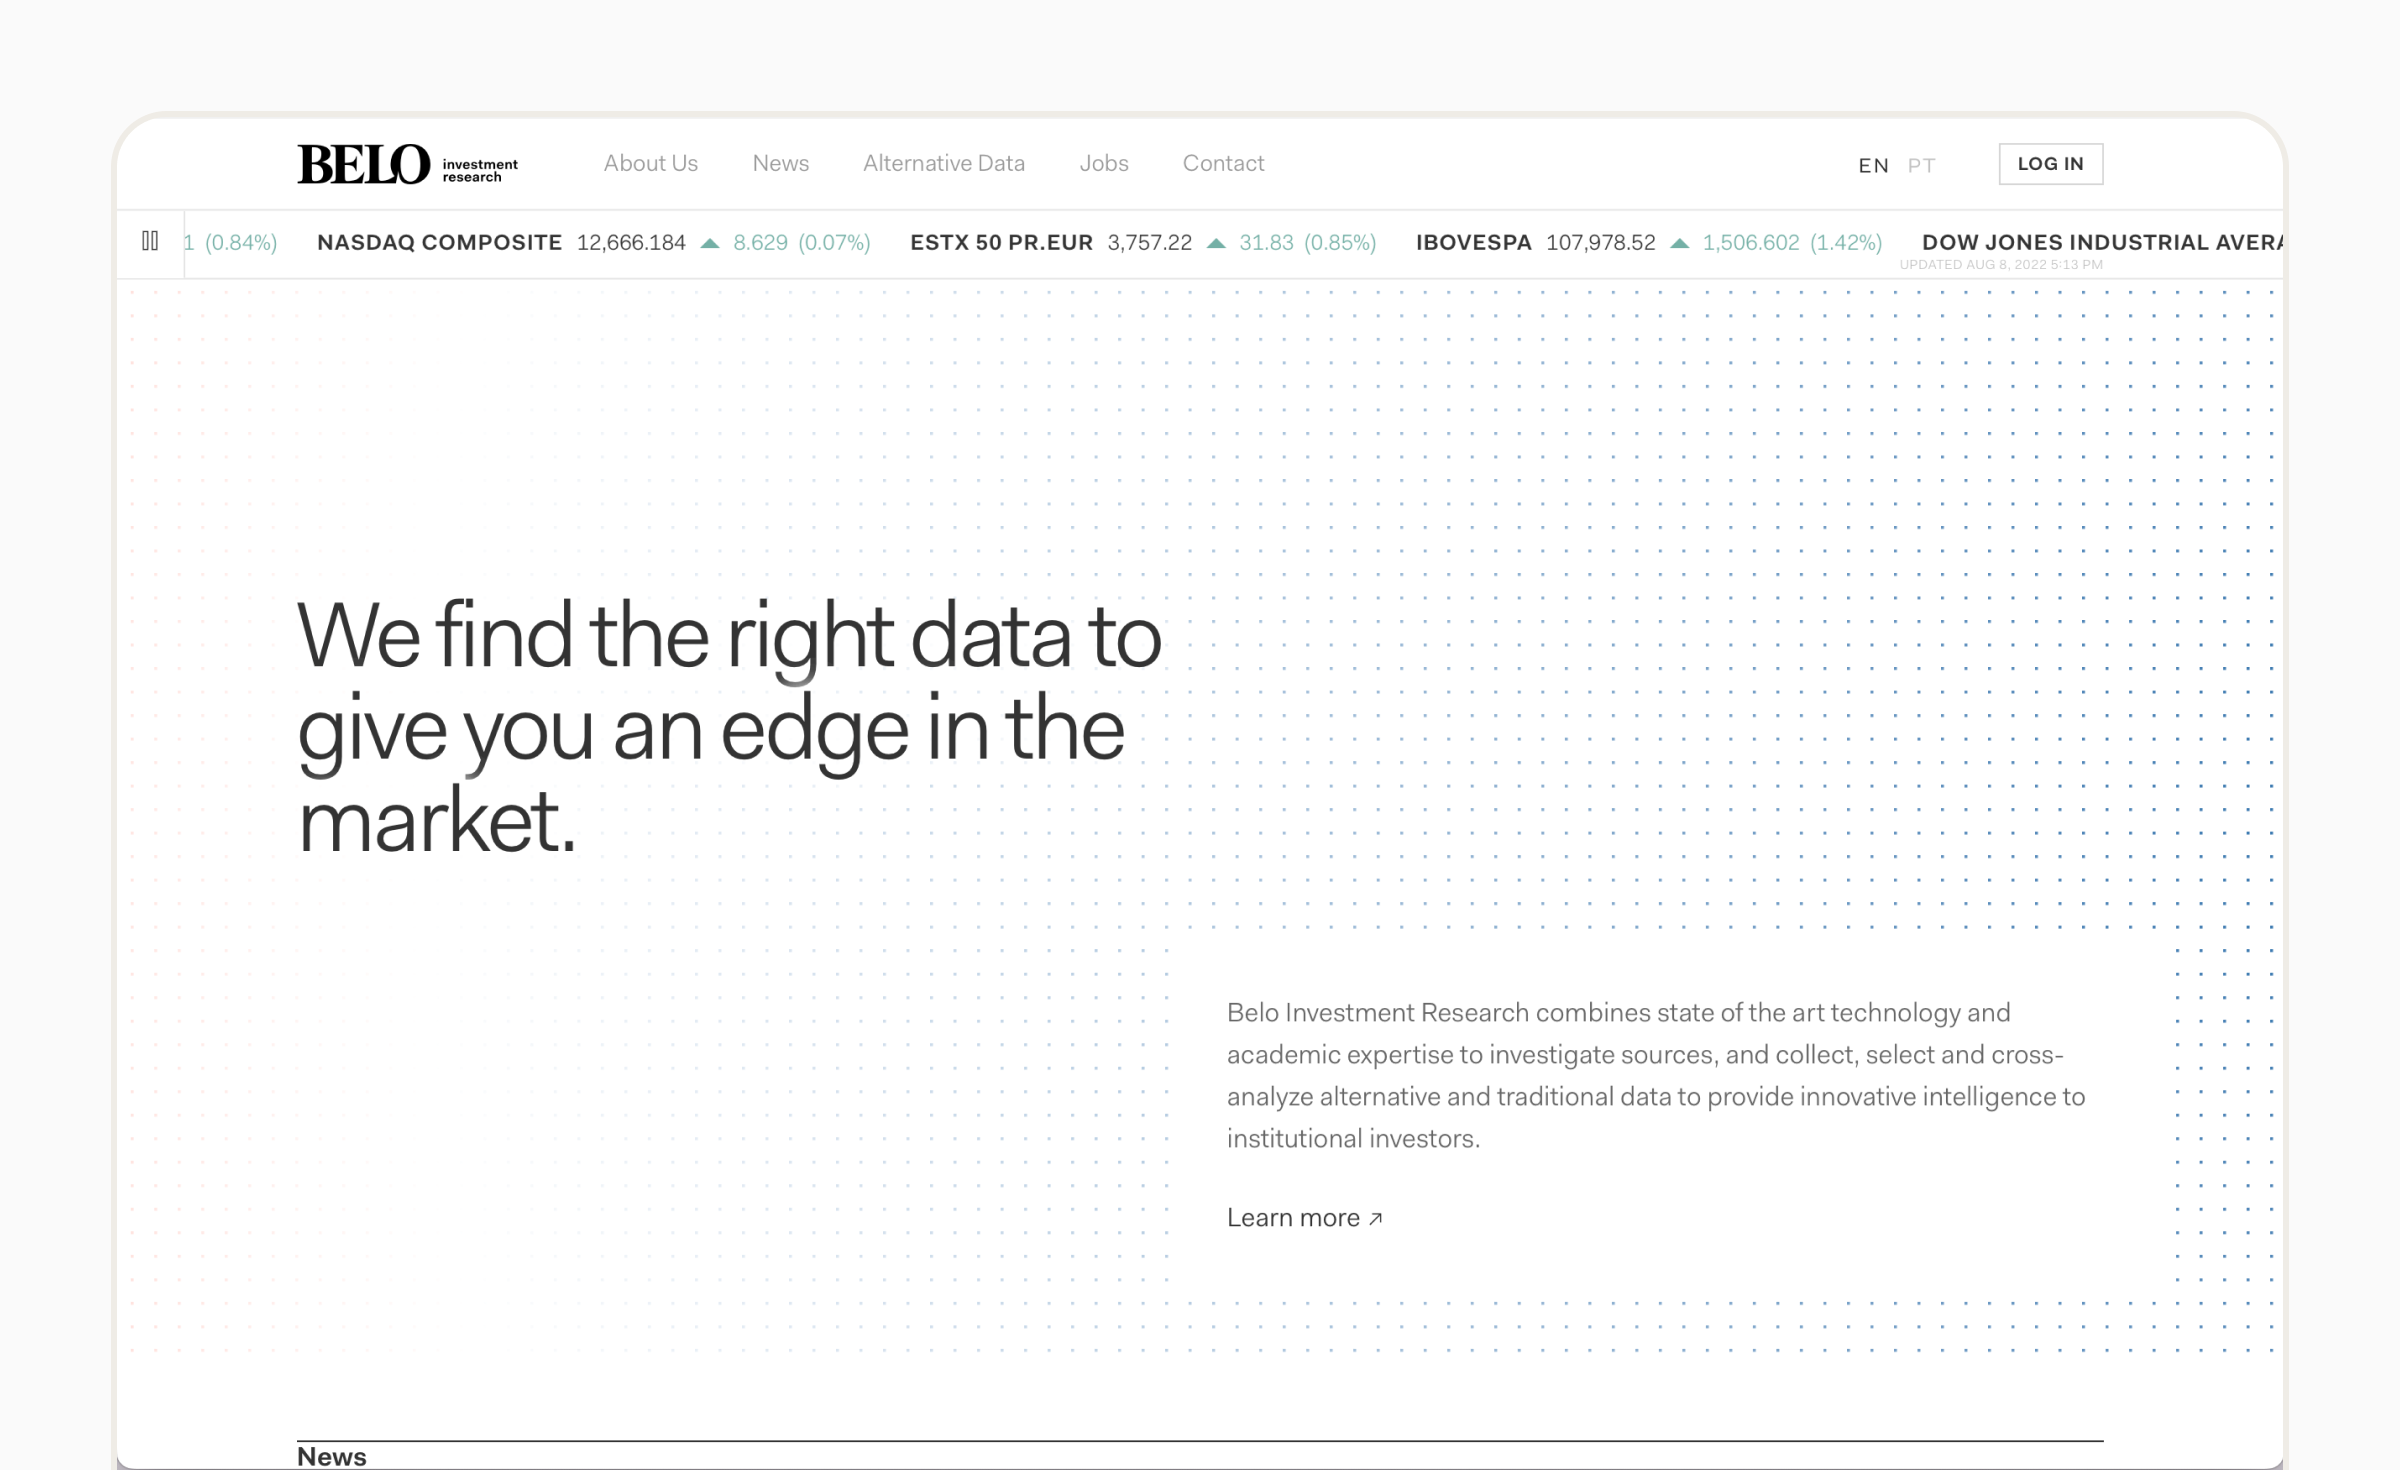 BELO investment research
About Us News Alternative Data Jobs Contact
EN PT LOG IN
1 (0.84%) NASDAQ COMPOSITE 12,666.184 ▲ 8.629 (0.07%) ESTX 50 PR.EUR 3,757.22 ▲ 31.83 (0.85%) IBOVESPA 107,978.52 ▲ 1,506.602 (1.42%) DOW JONES INDUSTRIAL AVERA
UPDATED AUG 8, 2022 5:13 PM
We find the right data to
give you an edge in the
market.
Belo Investment Research combines state of the art technology and
academic expertise to investigate sources, and collect, select and cross-
analyze alternative and traditional data to provide innovative intelligence to
institutional investors.
Learn more ↗
News